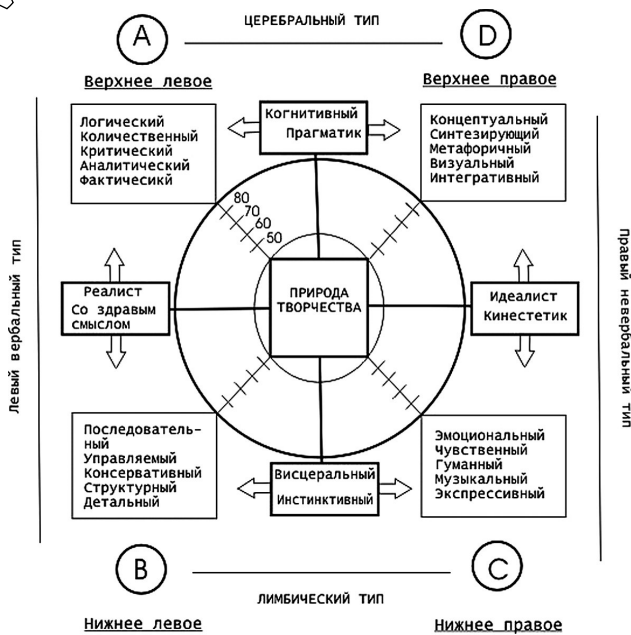 ЦЕРЕБРАЛЬНЫЙ ТИП
A
D
Верхнее левое
Верхнее правое
Логический
Количественный
Критический
Аналитический
Фактичесикй
Когнитивный
Прагматик
Концептуальный
Синтезирующий
Метафоричный
Визуальный
Интегративный
80
70
60
50
Левый вербальный тип
Реалист
Со здравым
смыслом
ПРИРОДА
ТВОРЧЕСТВА
Идеалист
Кинестетик
Правый невербальный тип
Последователь-
ный
Управляемый
Консервативный
Структурный
Детальный
Висцеральный
Инстинктивный
Эмоциональный
Чувственный
Гуманный
Музыкальный
Экспрессивный
B
C
ЛИМБИЧЕСКИЙ ТИП
Нижнее левое
Нижнее правое